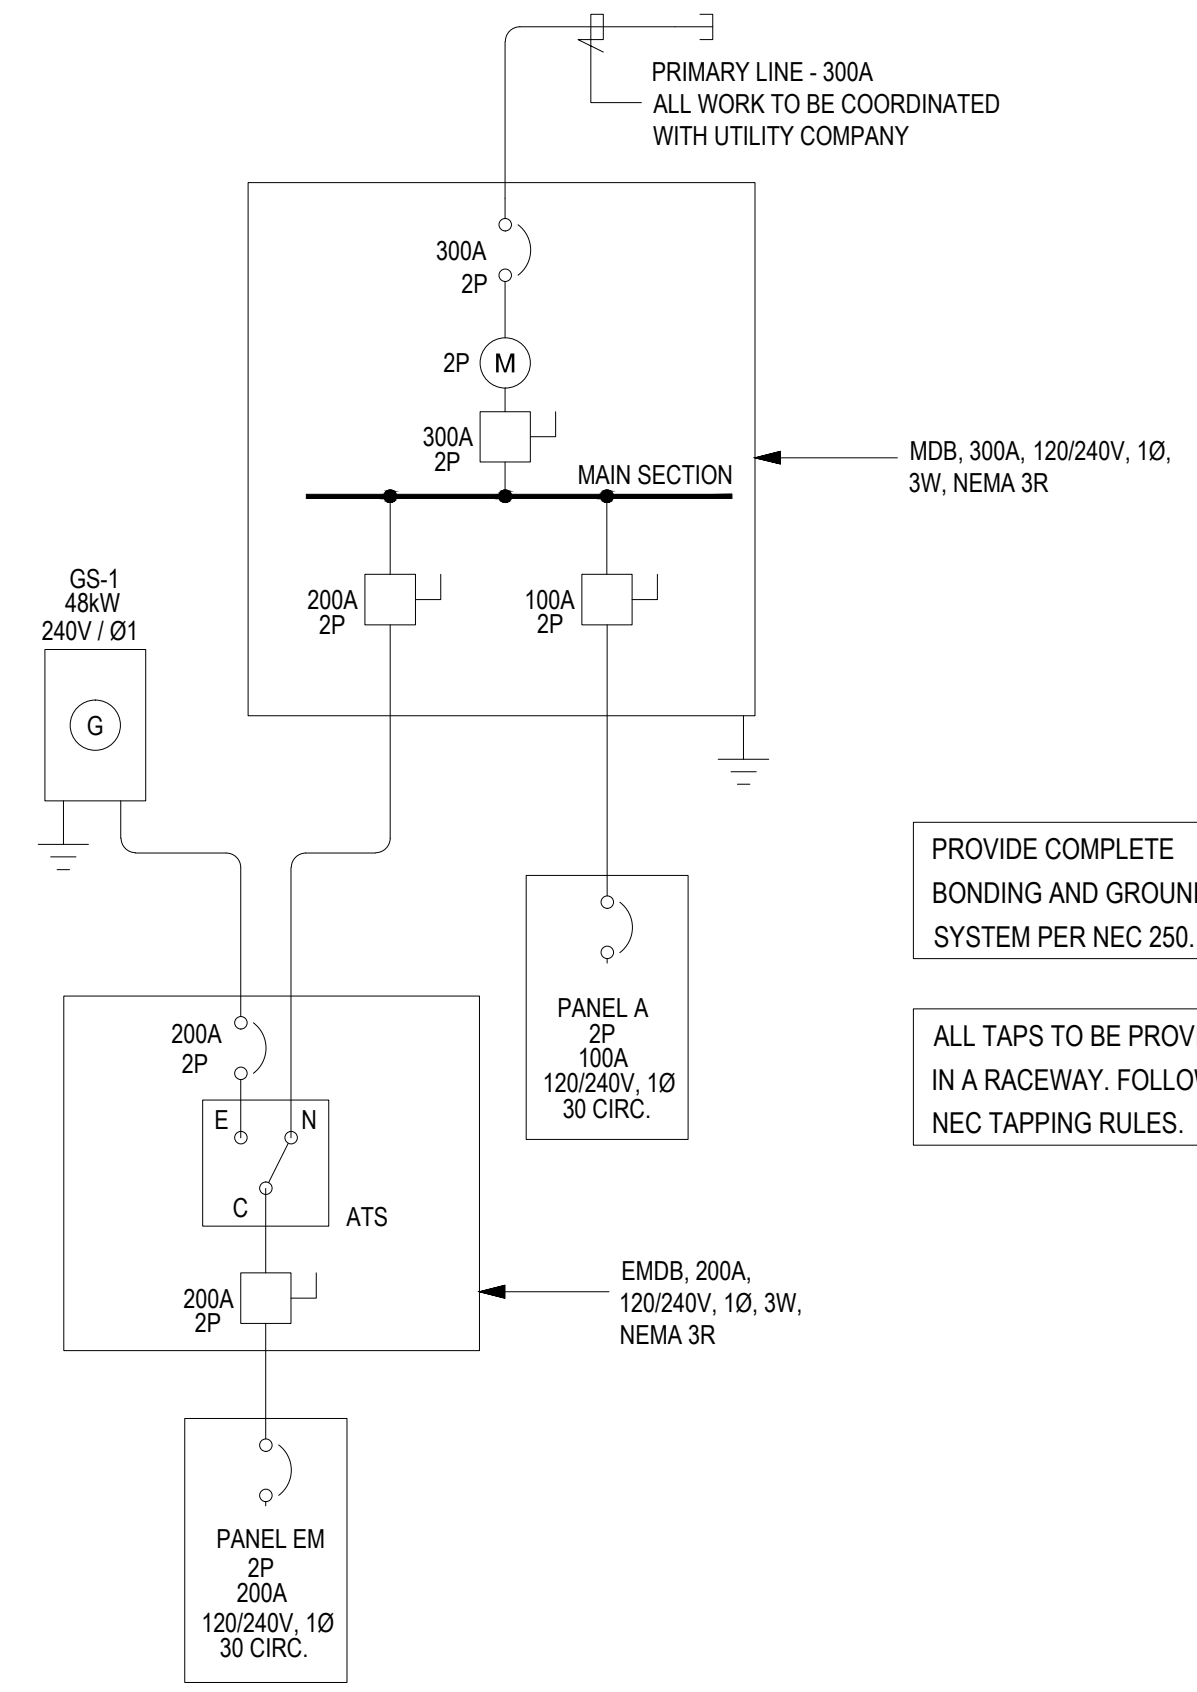 PRIMARY LINE - 300A
ALL WORK TO BE COORDINATED
WITH UTILITY COMPANY
300A
2P
2P
M
300A
2P
MAIN SECTION
MDB, 300A, 120/240V, 1Ø,
3W, NEMA 3R
200A
2P
100A
2P
GS-1
48kW
240V / Ø1
G
PROVIDE COMPLETE
BONDING AND GROUN
SYSTEM PER NEC 250.
PANEL A
2P
100A
120/240V, 1Ø
30 CIRC.
ALL TAPS TO BE PROV
IN A RACEWAY. FOLLOW
NEC TAPPING RULES.
200A
2P
E
N
C
ATS
200A
2P
EMDB, 200A,
120/240V, 1Ø, 3W,
NEMA 3R
PANEL EM
2P
200A
120/240V, 1Ø
30 CIRC.